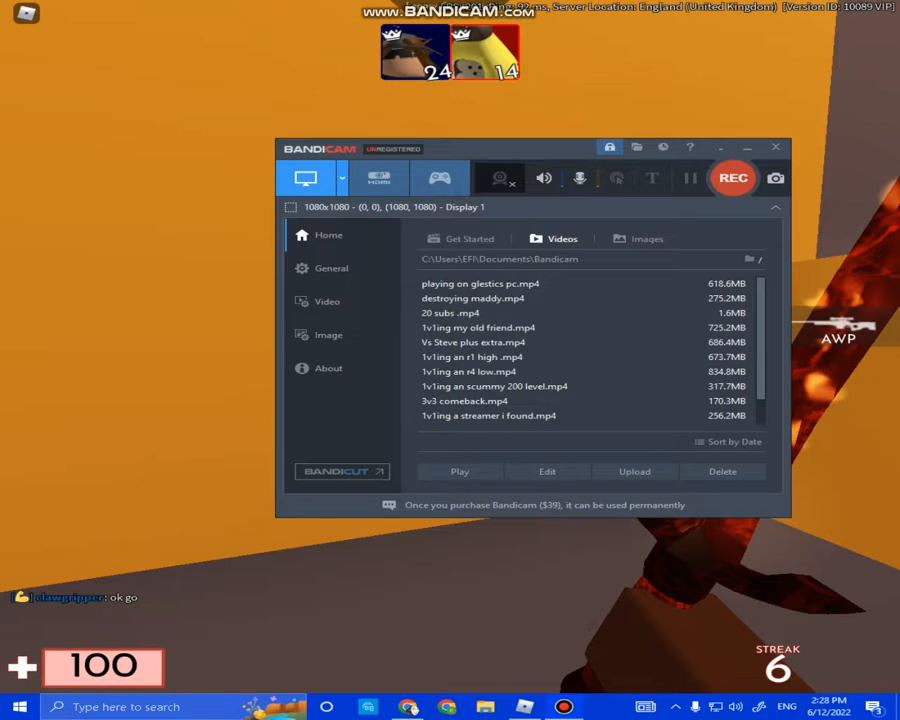 www.BANDICAM.com
92 ms, Server Location: England (United Kingdom) [Version ID: 10089.VIP]
24 14
BANDICAM UNREGISTERED
HDMI
REC
1080x1080 - (0, 0), (1080, 1080) - Display 1
Home
General
Video
Image
About
BANDICUT
Get Started Videos Images
C:\Users\EFI\Documents\Bandicam
playing on glestics pc.mp4 618.6MB
destroying maddy.mp4 275.2MB
20 subs .mp4 1.6MB
1v1ing my old friend.mp4 725.2MB
Vs Steve plus extra.mp4 686.4MB
1v1ing an r1 high .mp4 673.7MB
1v1ing an r4 low.mp4 834.8MB
1v1ing an scummy 200 level.mp4 317.7MB
3v3 comeback.mp4 170.3MB
1v1ing a streamer i found.mp4 256.2MB
Sort by Date
Play Edit Upload Delete
Once you purchase Bandicam ($39), it can be used permanently
AWP
[💪] clawgripper: ok go
100
STREAK
6
Type here to search
ENG
2:28 PM
6/12/2022
3